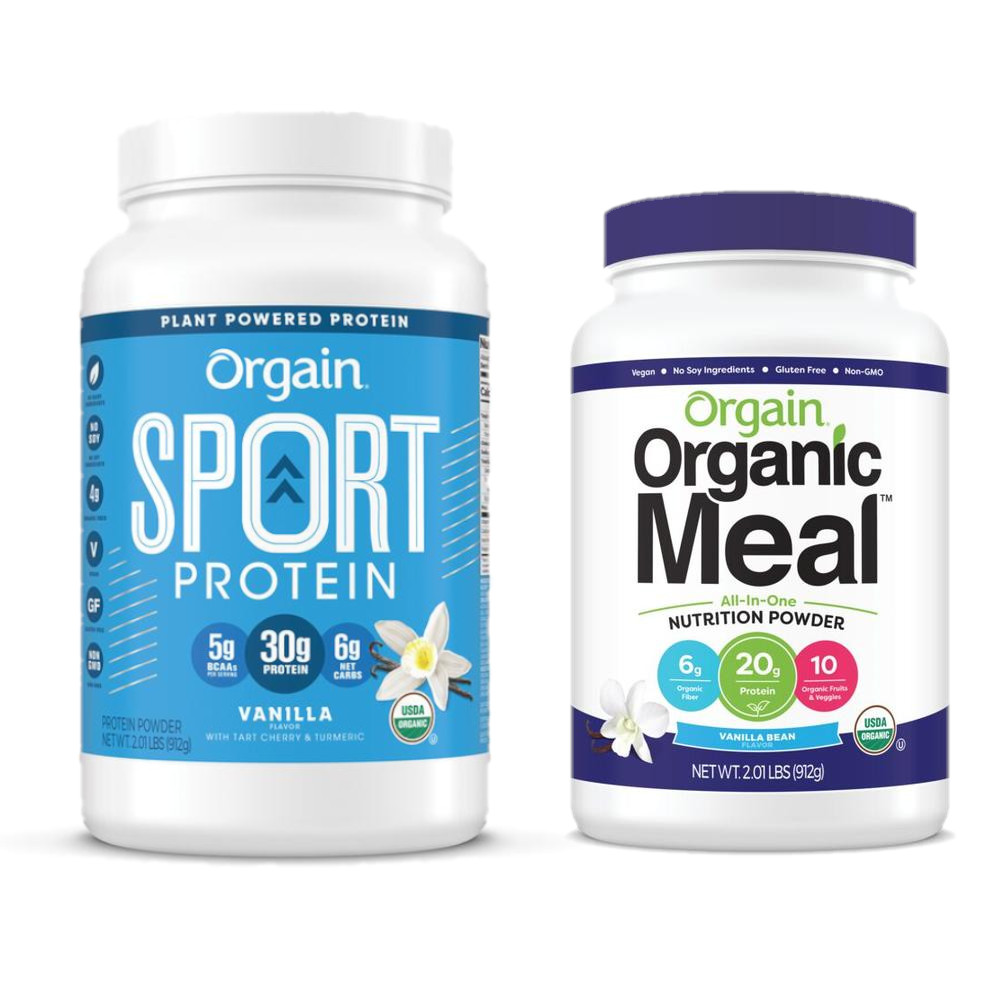 PLANT POWERED PROTEIN
Orgain
SPORT
PROTEIN
NO SOY
4g
V
GF
NON GMO
5g
BCAAs
PER SERVING
30g
PROTEIN
6g
NET
CARBS
VANILLA
FLAVOR
WITH TART CHERRY & TURMERIC
USDA
ORGANIC
PROTEIN POWDER
NET WT. 2.01 LBS (912g)
Vegan • No Soy Ingredients • Gluten Free • Non-GMO
Orgain
Organic
Meal™
All-In-One
NUTRITION POWDER
6g
Organic
Fiber
20g
Protein
10
Organic Fruits
& Veggies
VANILLA BEAN
FLAVOR
USDA
ORGANIC
NET WT. 2.01 LBS (912g)